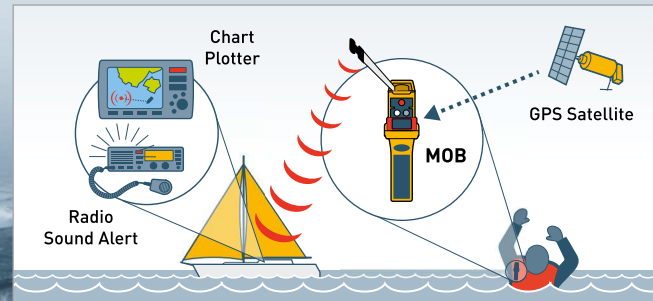 Chart
Plotter
GPS Satellite
MOB
Radio
Sound Alert